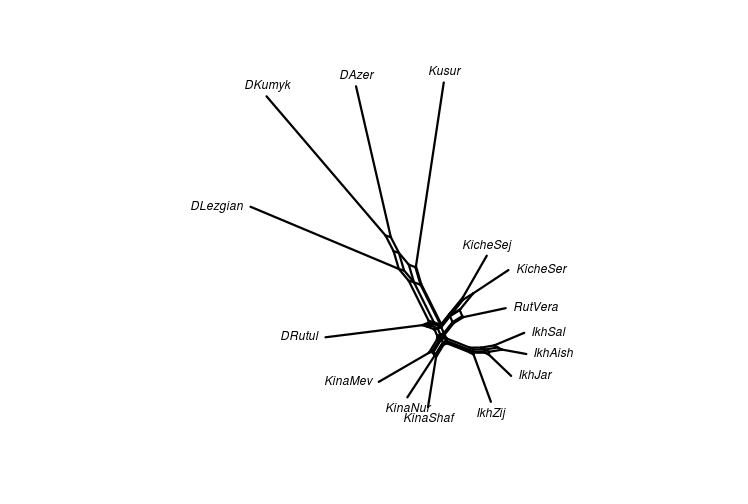 Kusur
DAzer
DKumyk
DLezgian
KicheSej
KicheSer
RutVera
IkhSal
DRutul
IkhAish
IkhJar
KinaMev
KinaNur
IkhZij
KinaShaf